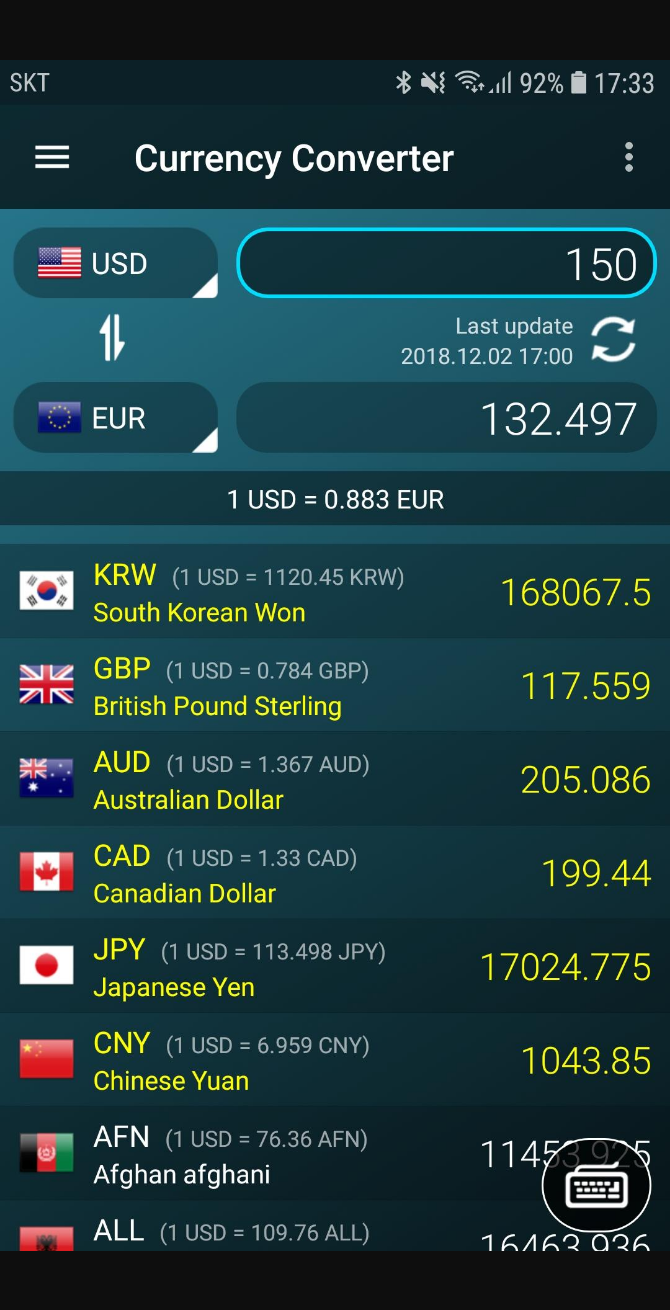 SKT 92% 17:33
Currency Converter
USD 150
Last update
2018.12.02 17:00
EUR 132.497
1 USD = 0.883 EUR
KRW (1 USD = 1120.45 KRW) 168067.5
South Korean Won
GBP (1 USD = 0.784 GBP) 117.559
British Pound Sterling
AUD (1 USD = 1.367 AUD) 205.086
Australian Dollar
CAD (1 USD = 1.33 CAD) 199.44
Canadian Dollar
JPY (1 USD = 113.498 JPY) 17024.775
Japanese Yen
CNY (1 USD = 6.959 CNY) 1043.85
Chinese Yuan
AFN (1 USD = 76.36 AFN) 11453.925
Afghan afghani
ALL (1 USD = 109.76 ALL) 16463.936